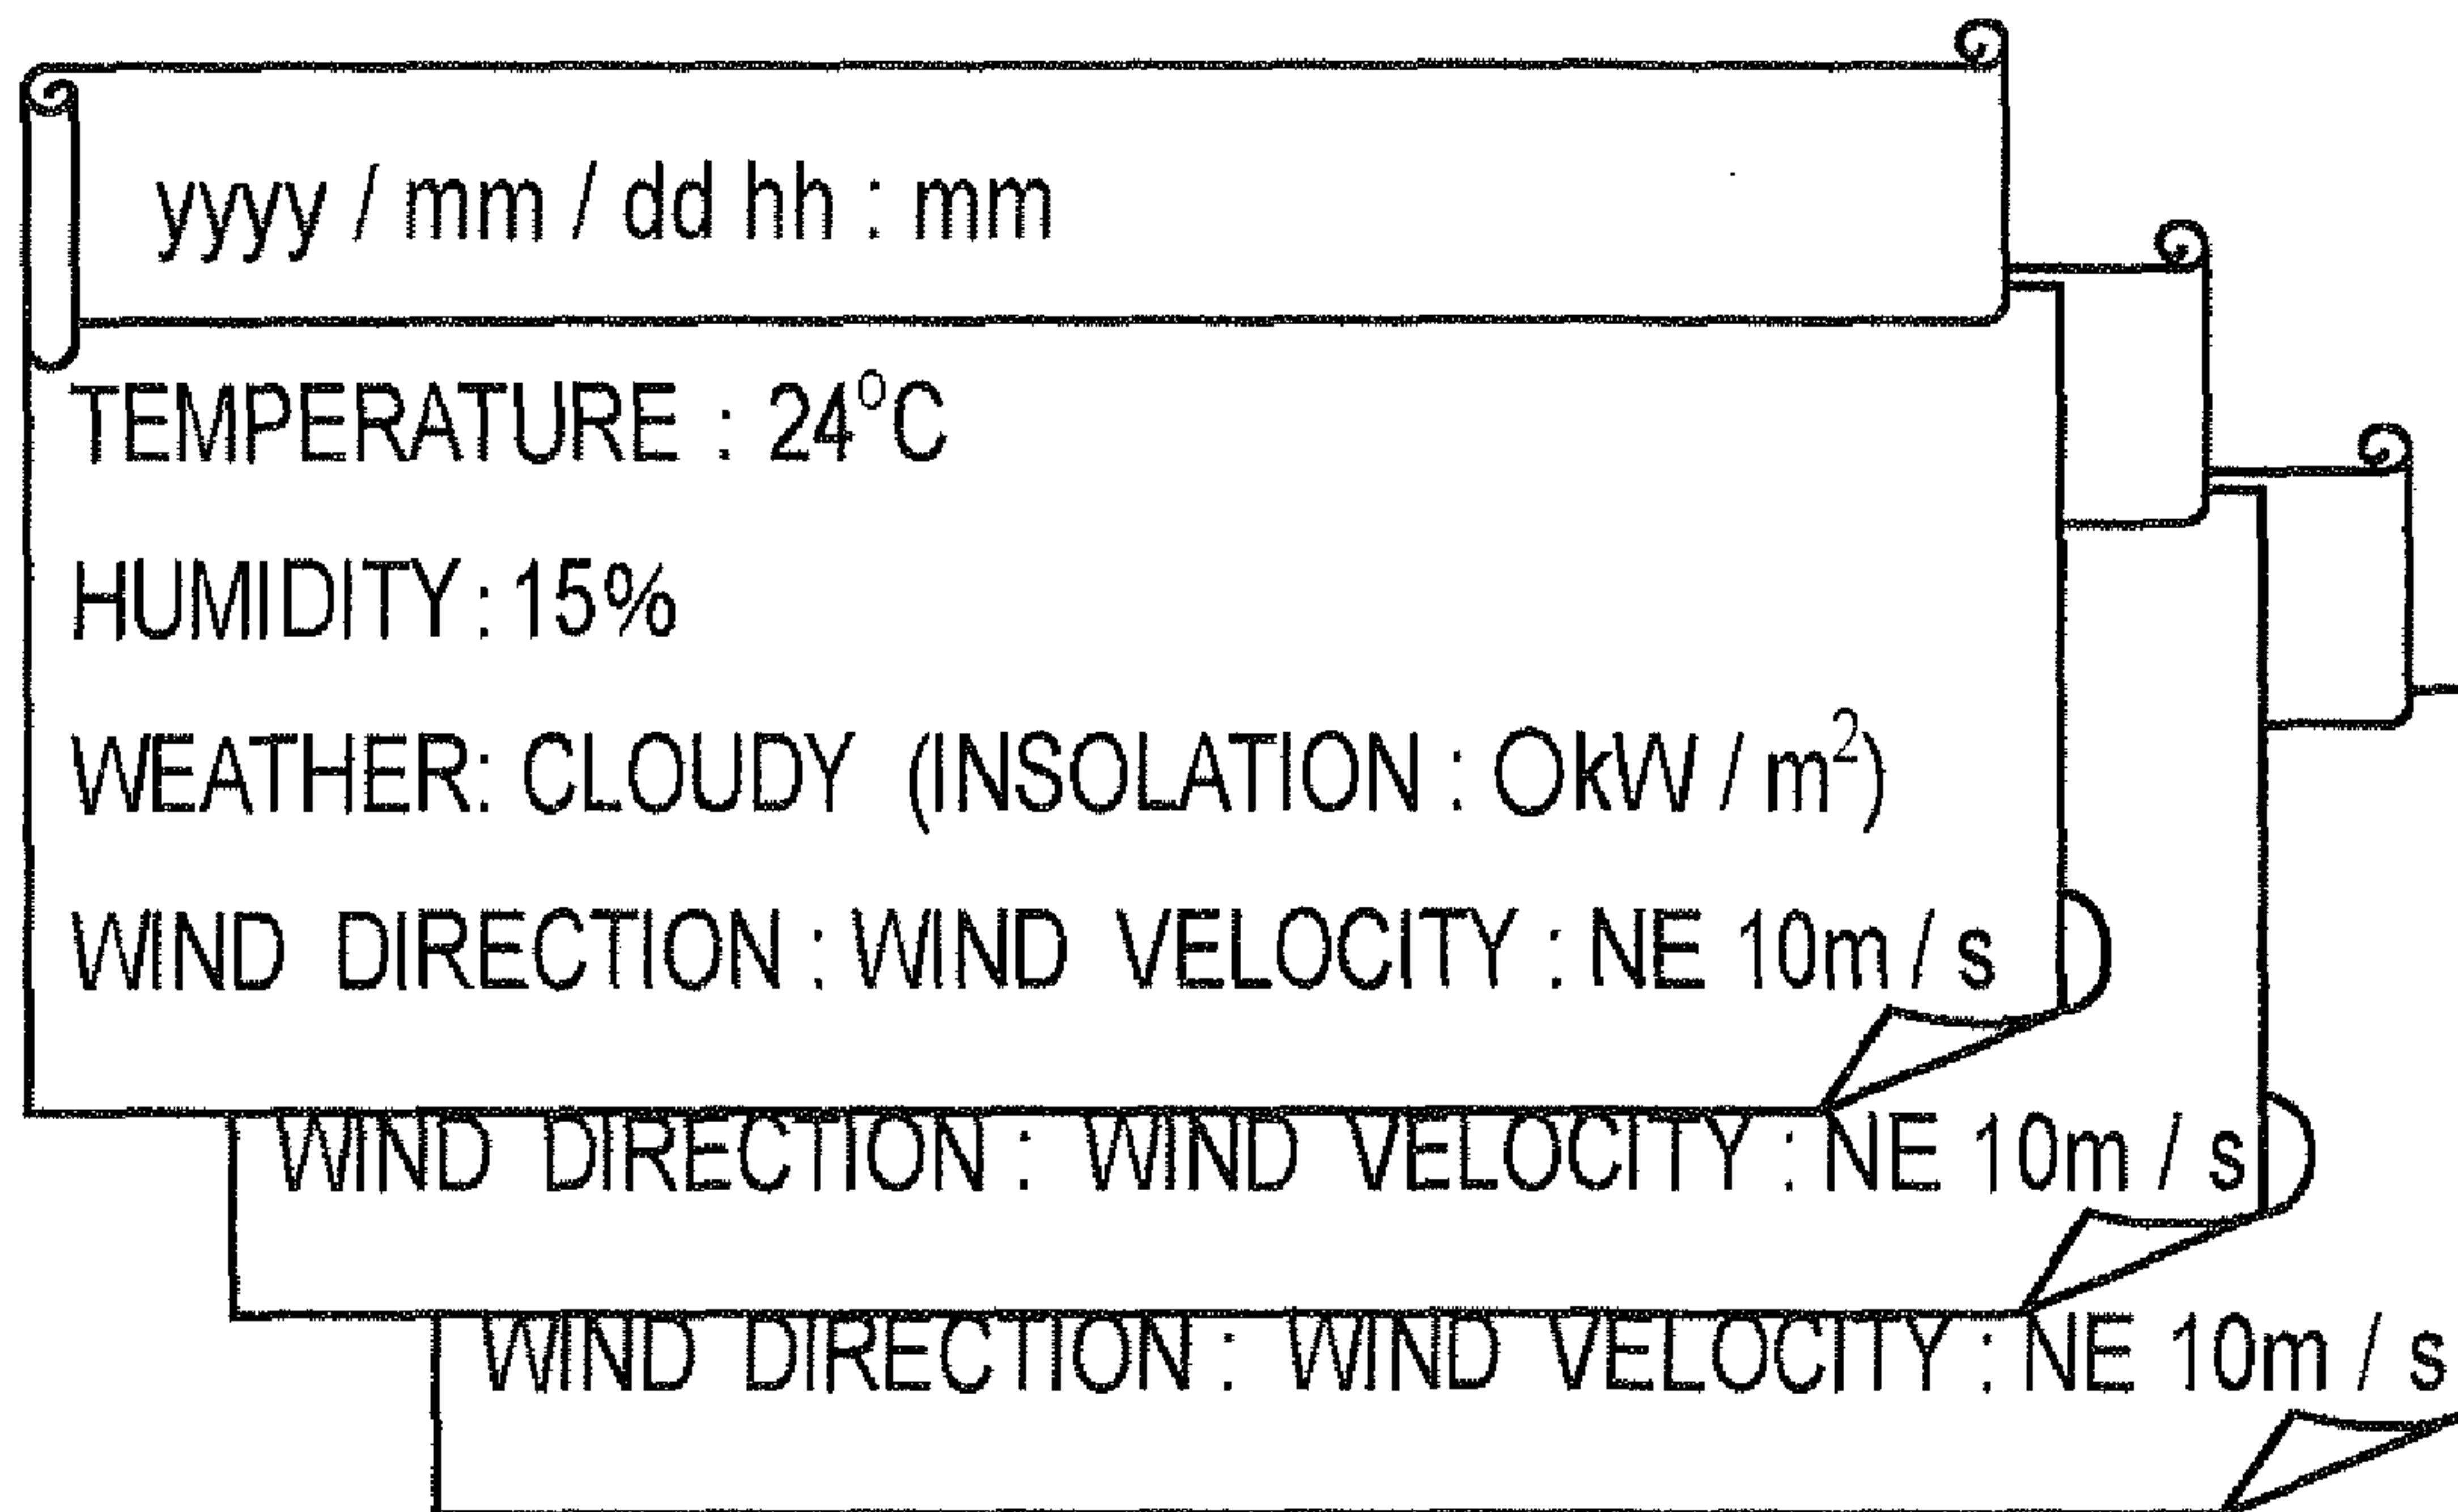 yyyy / mm / dd hh : mm
TEMPERATURE : 24°C
HUMIDITY : 15%
WEATHER: CLOUDY (INSOLATION : OkW / m²)
WIND DIRECTION : WIND VELOCITY : NE 10m / s
WIND DIRECTION : WIND VELOCITY : NE 10m / s
WIND DIRECTION : WIND VELOCITY : NE 10m / s